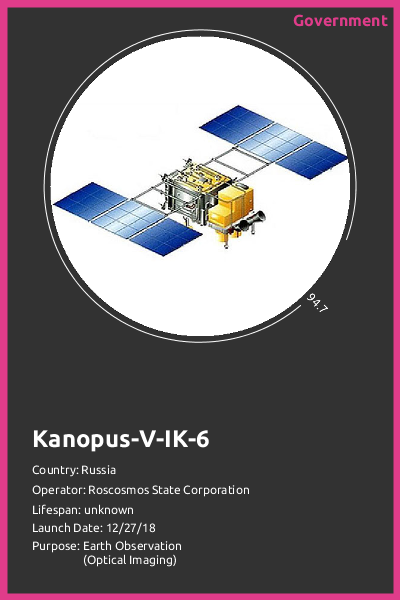 Government
94.7
Kanopus-V-IK-6
Country: Russia
Operator: Roscosmos State Corporation
Lifespan: unknown
Launch Date: 12/27/18
Purpose: Earth Observation
(Optical Imaging)